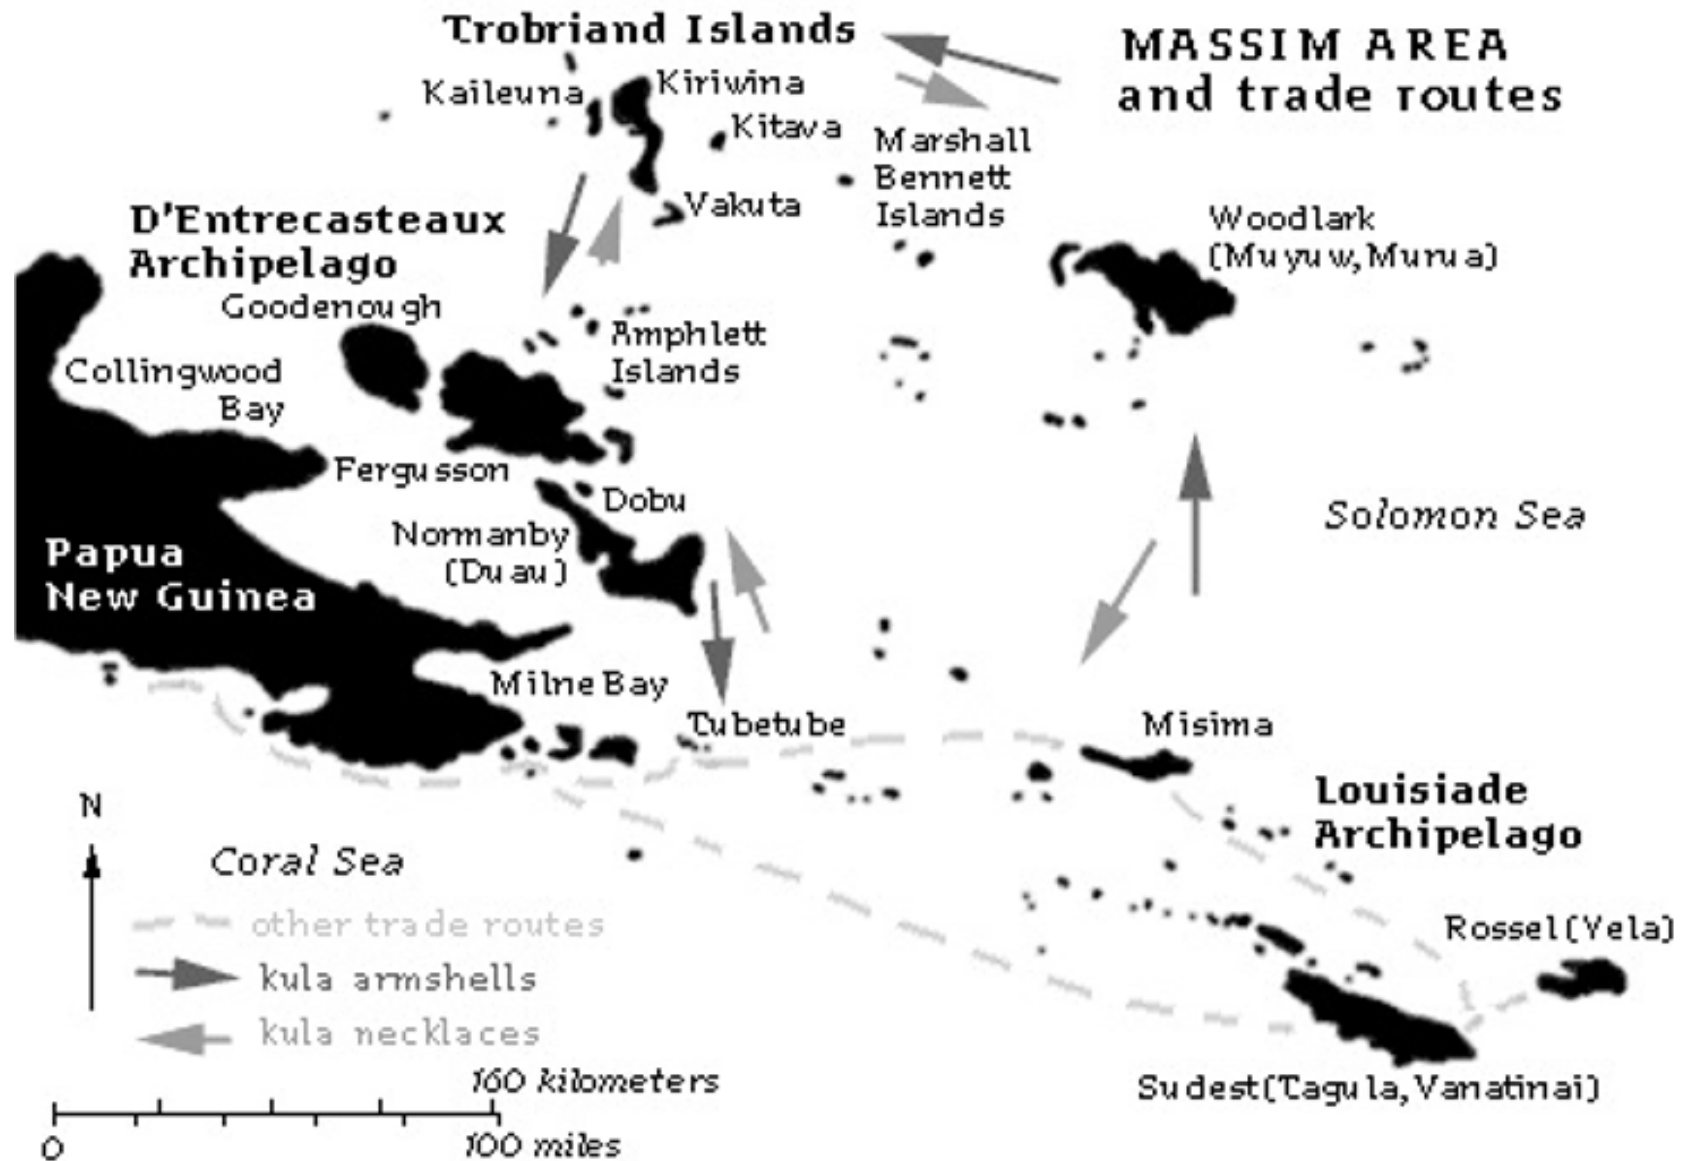 Trobriand Islands
MASSIM AREA
and trade routes
Kaileuna
Kiriwina
Kitava
Marshall
Bennett
Islands
Vakuta
D'Entrecasteaux
Archipelago
Goodenough
Woodlark
(Muyuw, Murua)
Amphlett
Islands
Collingwood
Bay
Fergusson
Dobu
Normanby
(Duau)
Solomon Sea
Papua
New Guinea
Milne Bay
Tubetube
Misima
Louisiade
Archipelago
N
Coral Sea
other trade routes
kula armshells
kula necklaces
Rossel (Yela)
Sudest (Tagula, Vanatinai)
160 kilometers
0
100 miles